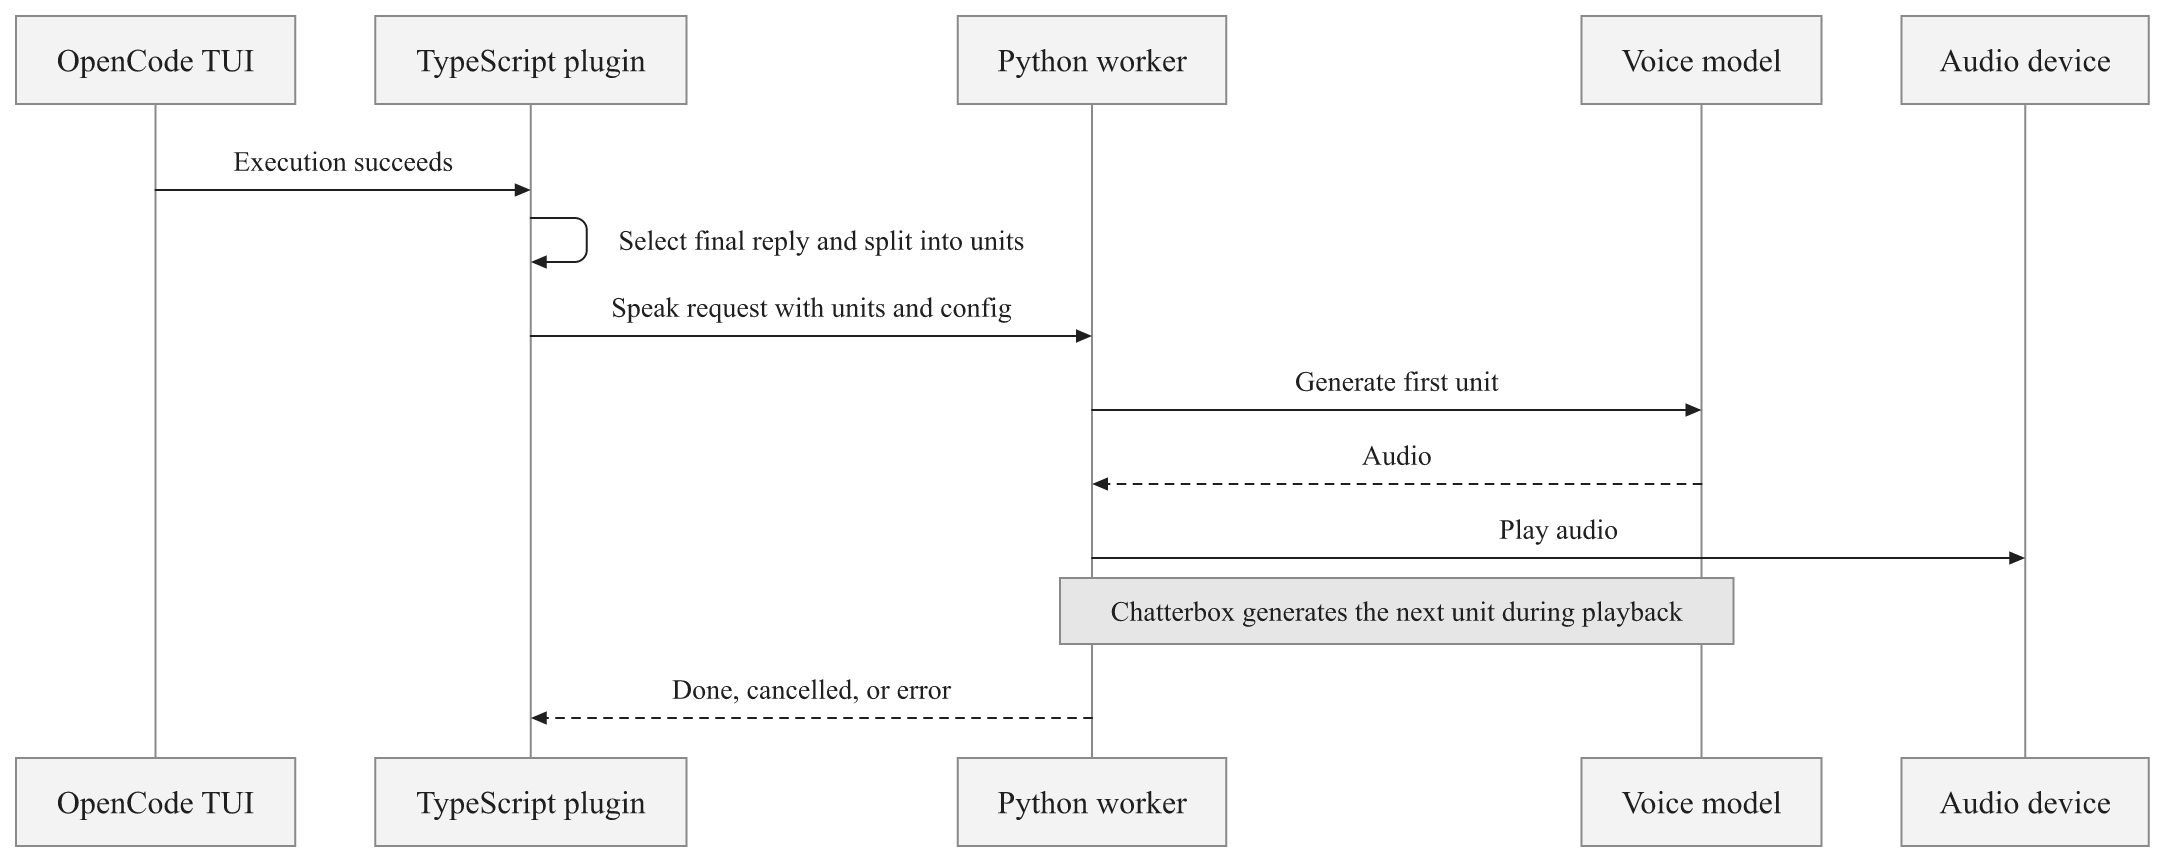 OpenCode TUI
TypeScript plugin
Python worker
Voice model
Audio device
Execution succeeds
Select final reply and split into units
Speak request with units and config
Generate first unit
Audio
Play audio
Chatterbox generates the next unit during playback
Done, cancelled, or error
OpenCode TUI
TypeScript plugin
Python worker
Voice model
Audio device